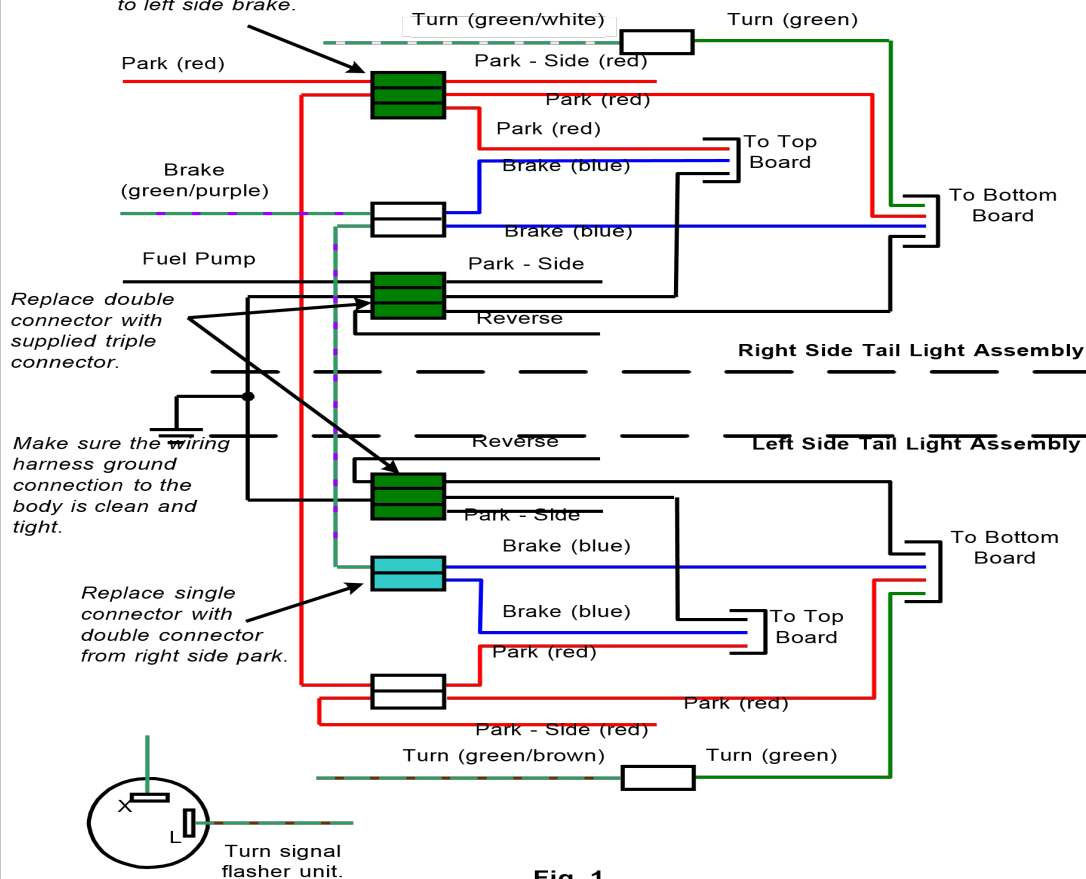 to left side brake.
Turn (green/white)
Turn (green)
Park (red)
Park - Side (red)
Park (red)
Park (red)
To Top
Board
Brake (blue)
Brake
(green/purple)
To Bottom
Board
Brake (blue)
Fuel Pump
Park - Side
Replace double
connector with
supplied triple
connector.
Reverse
Right Side Tail Light Assembly
Make sure the wiring
harness ground
connection to the
body is clean and
tight.
Reverse
Left Side Tail Light Assembly
Park - Side
Brake (blue)
To Bottom
Board
Replace single
connector with
double connector
from right side park.
Brake (blue)
To Top
Board
Park (red)
Park (red)
Park - Side (red)
Turn (green/brown)
Turn (green)
X
L
Turn signal
flasher unit.
Fig. 1